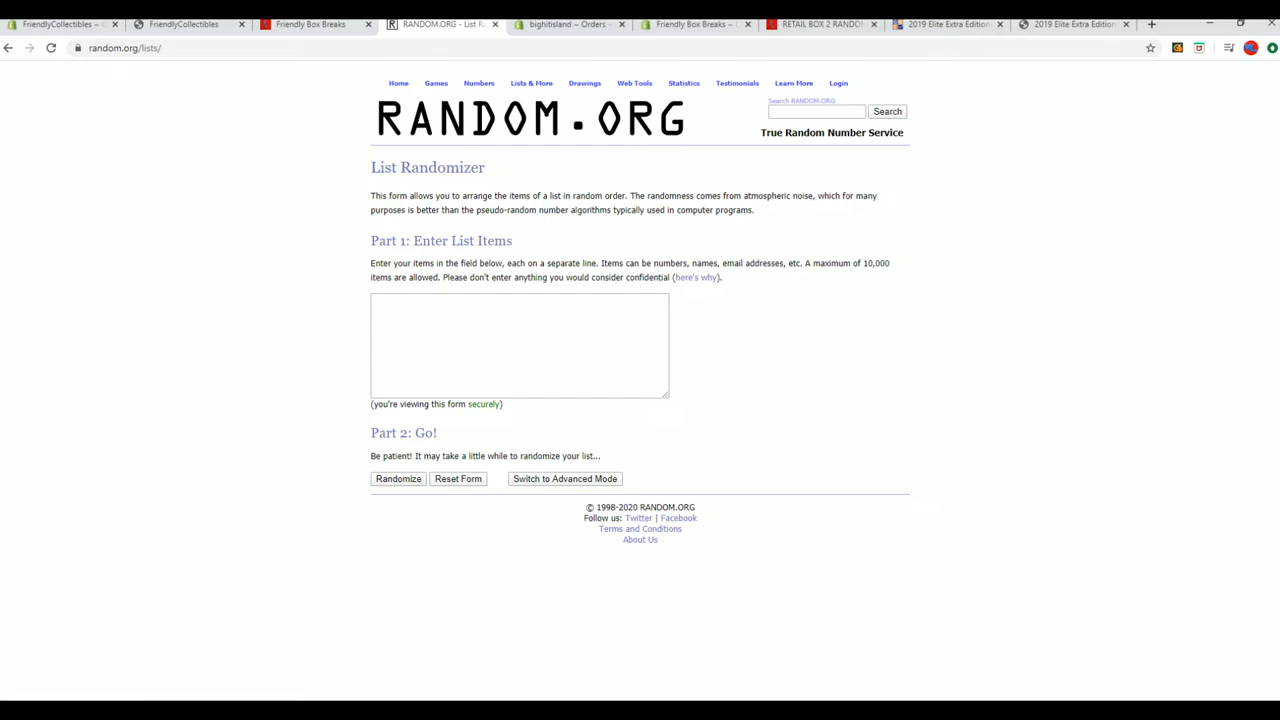 FriendlyCollectibles ~ FriendlyCollectibles Friendly Box Breaks RANDOM.ORG - List R bighitisland ~ Orders ~ Friendly Box Breaks ~ RETAIL BOX 2 RANDOM 2019 Elite Extra Edition 2019 Elite Extra Edition
random.org/lists/
Home Games Numbers Lists & More Drawings Web Tools Statistics Testimonials Learn More Login
RANDOM.ORG
Search RANDOM.ORG
Search
True Random Number Service
List Randomizer
This form allows you to arrange the items of a list in random order. The randomness comes from atmospheric noise, which for many
purposes is better than the pseudo-random number algorithms typically used in computer programs.
Part 1: Enter List Items
Enter your items in the field below, each on a separate line. Items can be numbers, names, email addresses, etc. A maximum of 10,000
items are allowed. Please don't enter anything you would consider confidential (here's why).
(you're viewing this form securely)
Part 2: Go!
Be patient! It may take a little while to randomize your list...
Randomize Reset Form Switch to Advanced Mode
© 1998-2020 RANDOM.ORG
Follow us: Twitter | Facebook
Terms and Conditions
About Us